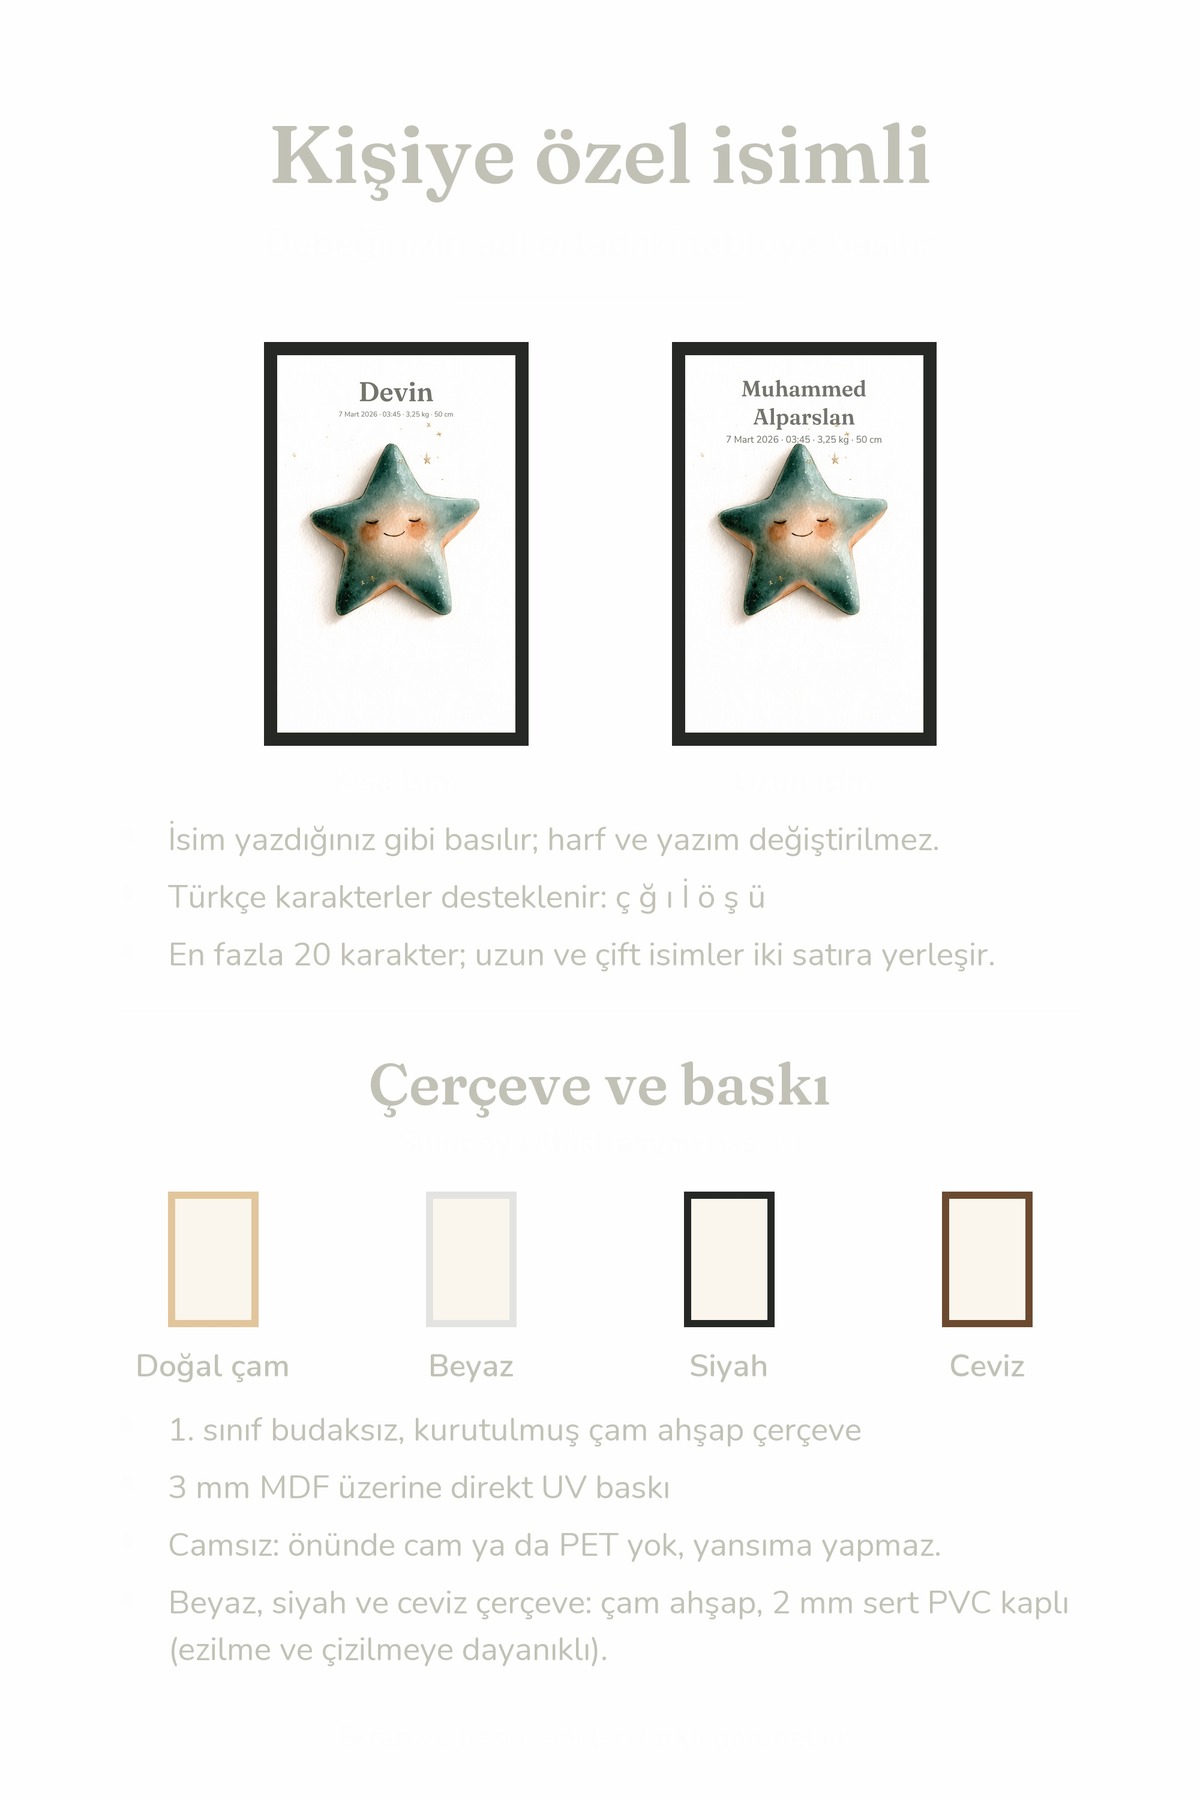 Kişiye özel isimli
Devin
7 Mart 2026 · 03:45 · 3,25 kg · 50 cm
Muhammed
Alparslan
7 Mart 2026 · 03:45 · 3,25 kg · 50 cm
İsim yazdığınız gibi basılır; harf ve yazım değiştirilmez.
Türkçe karakterler desteklenir: ç ğ ı İ ö ş ü
En fazla 20 karakter; uzun ve çift isimler iki satıra yerleşir.
Çerçeve ve baskı
Doğal çam
Beyaz
Siyah
Ceviz
1. sınıf budaksız, kurutulmuş çam ahşap çerçeve
3 mm MDF üzerine direkt UV baskı
Camsız: önünde cam ya da PET yok, yansıma yapmaz.
Beyaz, siyah ve ceviz çerçeve: çam ahşap, 2 mm sert PVC kaplı
(ezilme ve çizilmeye dayanıklı).